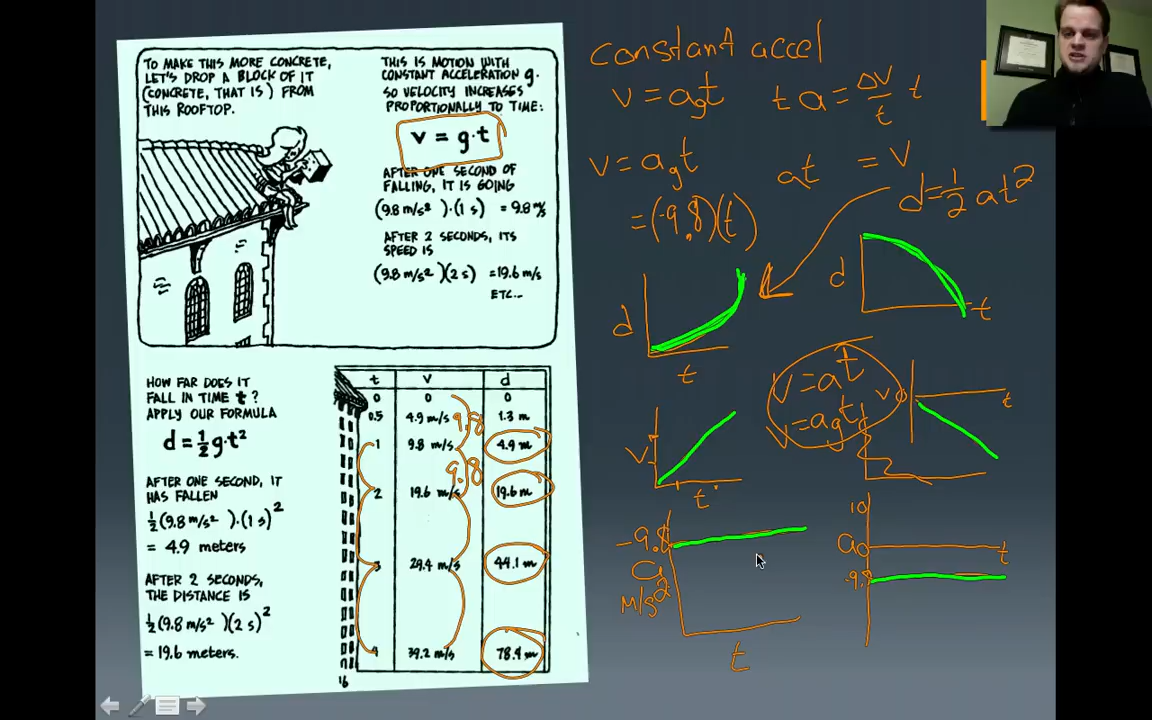 TO MAKE THIS MORE CONCRETE,
LET'S DROP A BLOCK OF IT
(CONCRETE, THAT IS) FROM
THIS ROOFTOP.
THIS IS MOTION WITH
CONSTANT ACCELERATION g.
SO VELOCITY INCREASES
PROPORTIONALLY TO TIME:
v = g·t
AFTER ONE SECOND OF
FALLING, IT IS GOING
(9.8 m/s² )·(1 s) = 9.8 m/s
AFTER 2 SECONDS, ITS
SPEED IS
(9.8 m/s² )(2 s) =19.6 m/s
ETC...
HOW FAR DOES IT
FALL IN TIME t?
APPLY OUR FORMULA
d = ½g·t²
AFTER ONE SECOND, IT
HAS FALLEN
½(9.8 m/s² )·(1 s)²
= 4.9 meters
AFTER 2 SECONDS,
THE DISTANCE IS
½(9.8 m/s² )(2 s)²
= 19.6 meters.
t v d
0 0 0
0.5 4.9 m/s 1.3 m
1 9.8 m/s 4.9 m
2 19.6 m/s 19.6 m
3 29.4 m/s 44.1 m
4 39.2 m/s 78.4 m
9.8
9.8
16
constant accel
v = a_g t
t a = Δv/t t
v = a_g t
at = v
= (-9.8)(t)
d = ½ at²
d
t
d
t
v = at
v = a_g t
v
t
v 0
t
-9.8
a
m/s²
t
10
a 0
t
-9.8